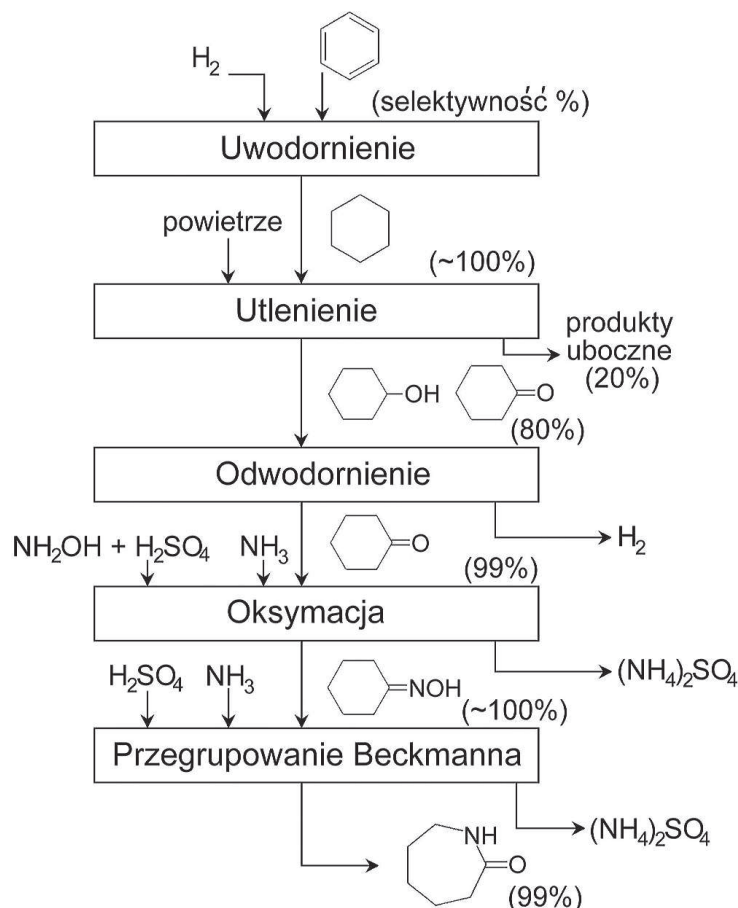 H₂
(selektywność %)
Uwodornienie
powietrze
(~100%)
Utlenienie
produkty
uboczne
(20%)
OH
O
(80%)
Odwodornienie
H₂
NH₂OH + H₂SO₄
NH₃
O
(99%)
Oksymacja
(NH₄)₂SO₄
H₂SO₄
NH₃
NOH
(~100%)
Przegrupowanie Beckmanna
(NH₄)₂SO₄
NH
O
(99%)